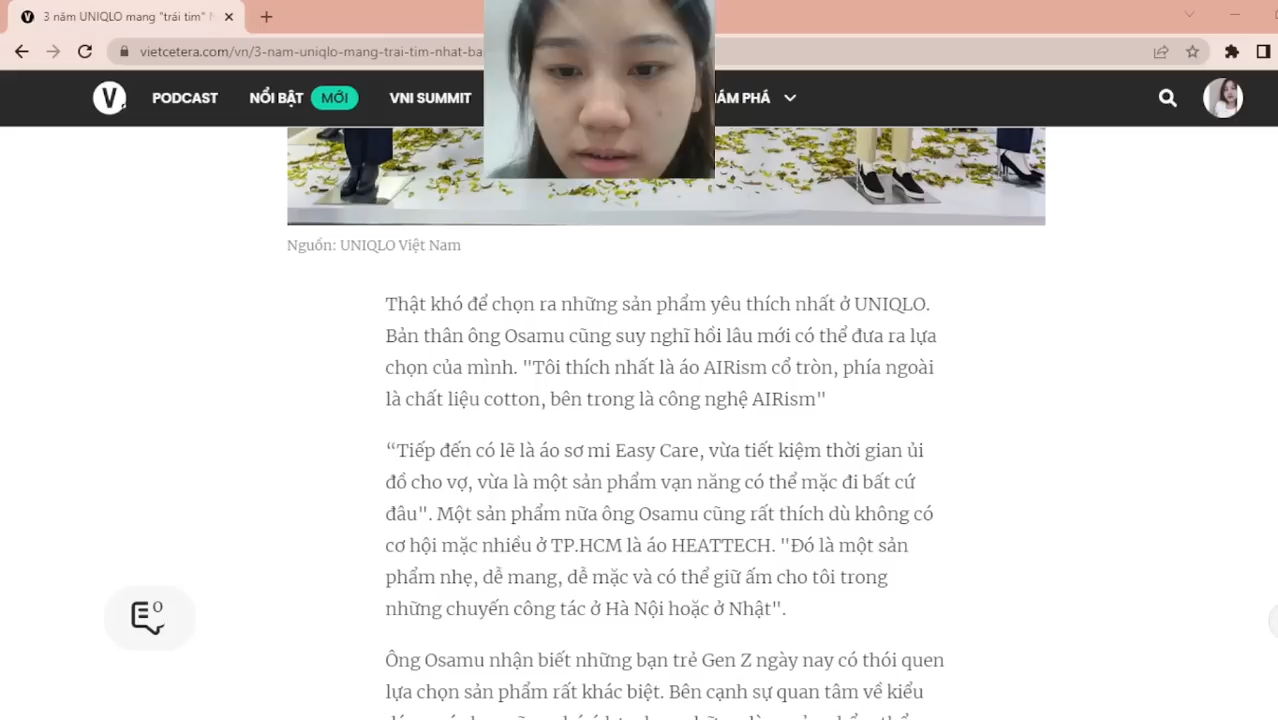 3 năm UNIQLO mang "trái tim"
vietcetera.com/vn/3-nam-uniqlo-mang-trai-tim-nhat-ba
V.
PODCAST
NỔI BẬT
MỚI
VNI SUMMIT
ÁM PHÁ
Nguồn: UNIQLO Việt Nam
Thật khó để chọn ra những sản phẩm yêu thích nhất ở UNIQLO.
Bản thân ông Osamu cũng suy nghĩ hồi lâu mới có thể đưa ra lựa
chọn của mình. "Tôi thích nhất là áo AIRism cổ tròn, phía ngoài
là chất liệu cotton, bên trong là công nghệ AIRism"
“Tiếp đến có lẽ là áo sơ mi Easy Care, vừa tiết kiệm thời gian ủi
đồ cho vợ, vừa là một sản phẩm vạn năng có thể mặc đi bất cứ
đâu". Một sản phẩm nữa ông Osamu cũng rất thích dù không có
cơ hội mặc nhiều ở TP.HCM là áo HEATTECH. "Đó là một sản
phẩm nhẹ, dễ mang, dễ mặc và có thể giữ ấm cho tôi trong
những chuyến công tác ở Hà Nội hoặc ở Nhật".
0
Ông Osamu nhận biết những bạn trẻ Gen Z ngày nay có thói quen
lựa chọn sản phẩm rất khác biệt. Bên cạnh sự quan tâm về kiểu